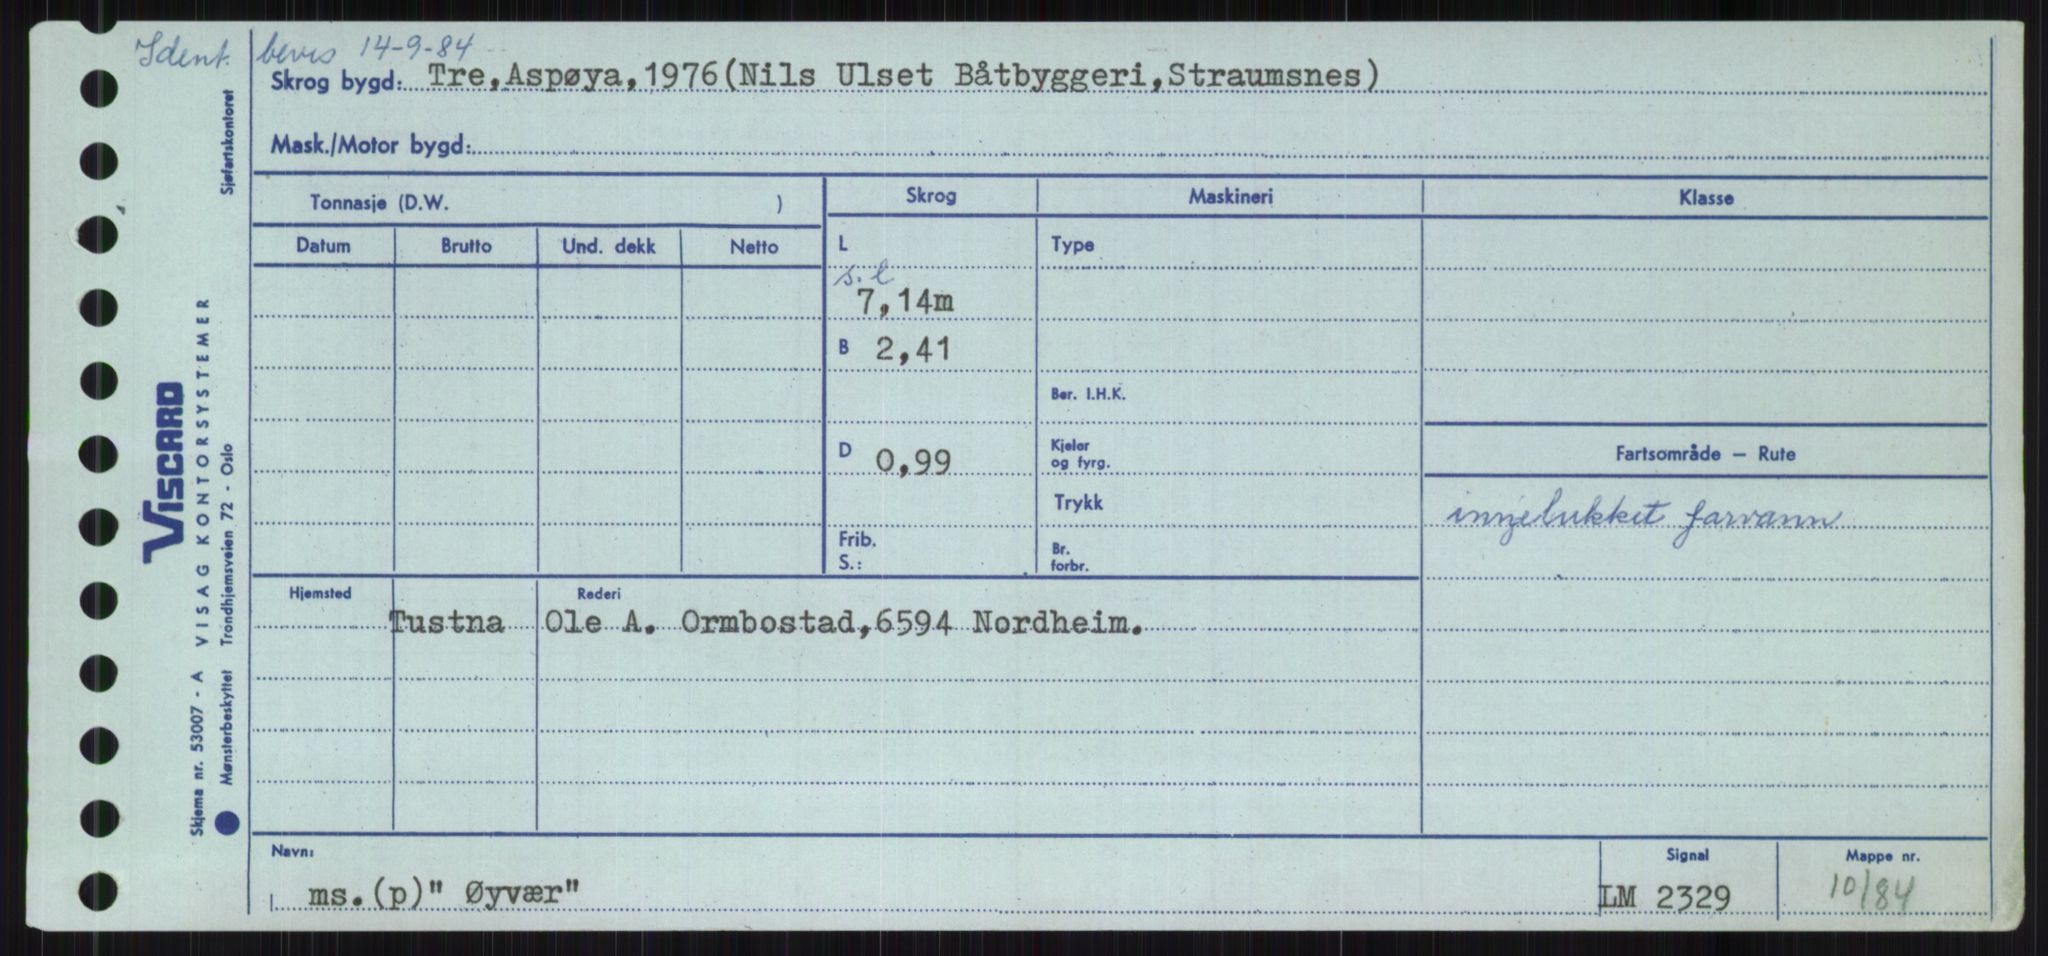 Ident. bevis 14-9-84
Skrog bygd: Tre,Aspøya,1976(Nils Ulset Båtbyggeri,Straumsnes)
Mask./Motor bygd:
Tonnasje (D.W. )
Skrog
Maskineri
Klasse
Datum
Brutto
Und. dekk
Netto
L
Type
s.l
7,14m
B 2,41
Ber. I.H.K.
D 0,99
Kjeler
og fyrg.
Fartsområde — Rute
Trykk
innelukket farvann
Frib.
S.:
Br.
forbr.
Hjemsted
Rederi
Tustna Ole A. Ormbostad,6594 Nordheim.
Navn:
Signal
Mappe nr.
ms.(p)" Øyvær"
LM 2329
10/84
Sjøfartskontoret
VISCARD
VISAG KONTORSYSTEMER
Skjema nr. 53007 - A
Mønsterbeskyttet Trondhjemsveien 72 - Oslo